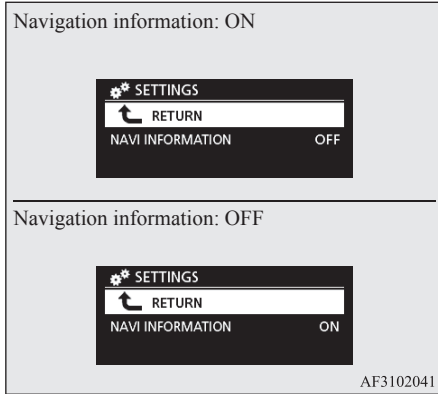 Navigation information: ON
SETTINGS
RETURN
NAVI INFORMATION OFF
Navigation information: OFF
SETTINGS
RETURN
NAVI INFORMATION ON
AF3102041